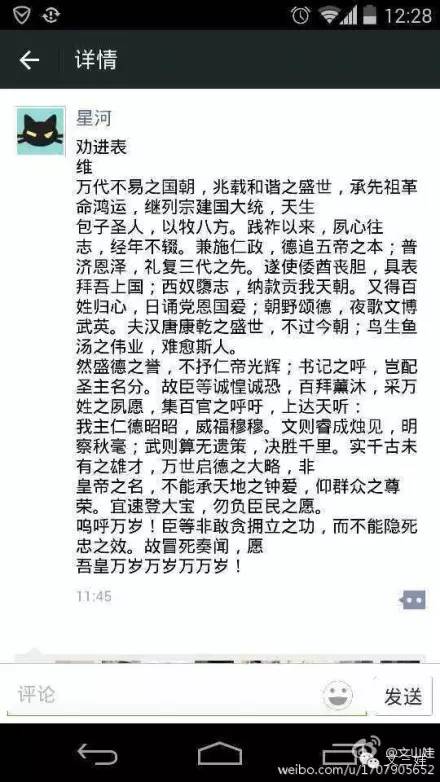 12:28
详情
星河
劝进表
维
万代不易之国朝，兆载和谐之盛世，承先祖革
命鸿运，继列宗建国大统，天生
包子圣人，以牧八方。践祚以来，夙心往
志，经年不辍。兼施仁政，德追五帝之本；普
济恩泽，礼复三代之先。遂使倭酋丧胆，具表
拜吾上国；西奴隳志，纳款贡我天朝。又得百
姓归心，日诵党恩国爱；朝野颂德，夜歌文博
武英。夫汉唐康乾之盛世，不过今朝；鸟生鱼
汤之伟业，难愈斯人。
然盛德之誉，不抒仁帝光辉；书记之呼，岂配
圣主名分。故臣等诚惶诚恐，百拜薰沐，采万
姓之夙愿，集百官之呼吁，上达天听：
我主仁德昭昭，威福穆穆。文则睿成烛见，明
察秋毫；武则算无遗策，决胜千里。实千古未
有之雄才，万世启德之大略，非
皇帝之名，不能承天地之钟爱，仰群众之尊
荣。宜速登大宝，勿负臣民之愿。
呜呼万岁！臣等非敢贪拥立之功，而不能隐死
忠之效。故冒死奏闻，愿
吾皇万岁万岁万万岁！
11:45
评论
发送
@文山娃
weibo.com/u/1707905652